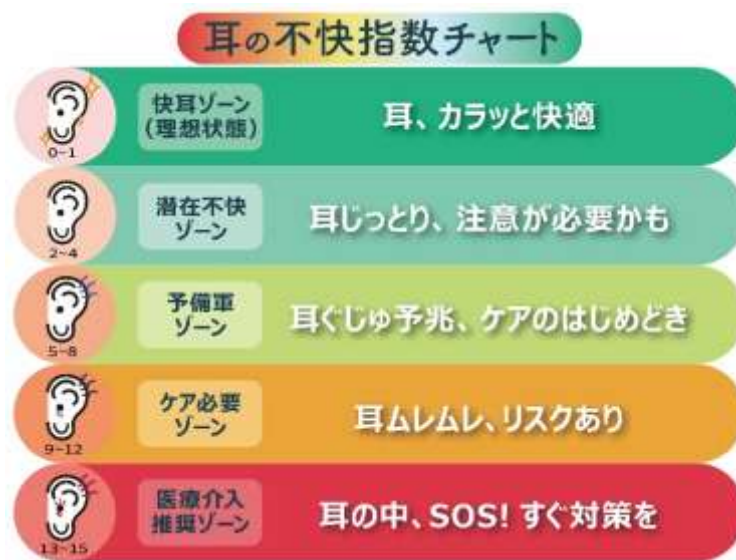 耳の不快指数チャート
0-1
快耳ゾーン
(理想状態)
耳、カラッと快適
2-4
潜在不快
ゾーン
耳じっとり、注意が必要かも
5-8
予備軍
ゾーン
耳ぐじゅ予兆、ケアのはじめどき
9-12
ケア必要
ゾーン
耳ムレムレ、リスクあり
13-15
医療介入
推奨ゾーン
耳の中、SOS! すぐ対策を